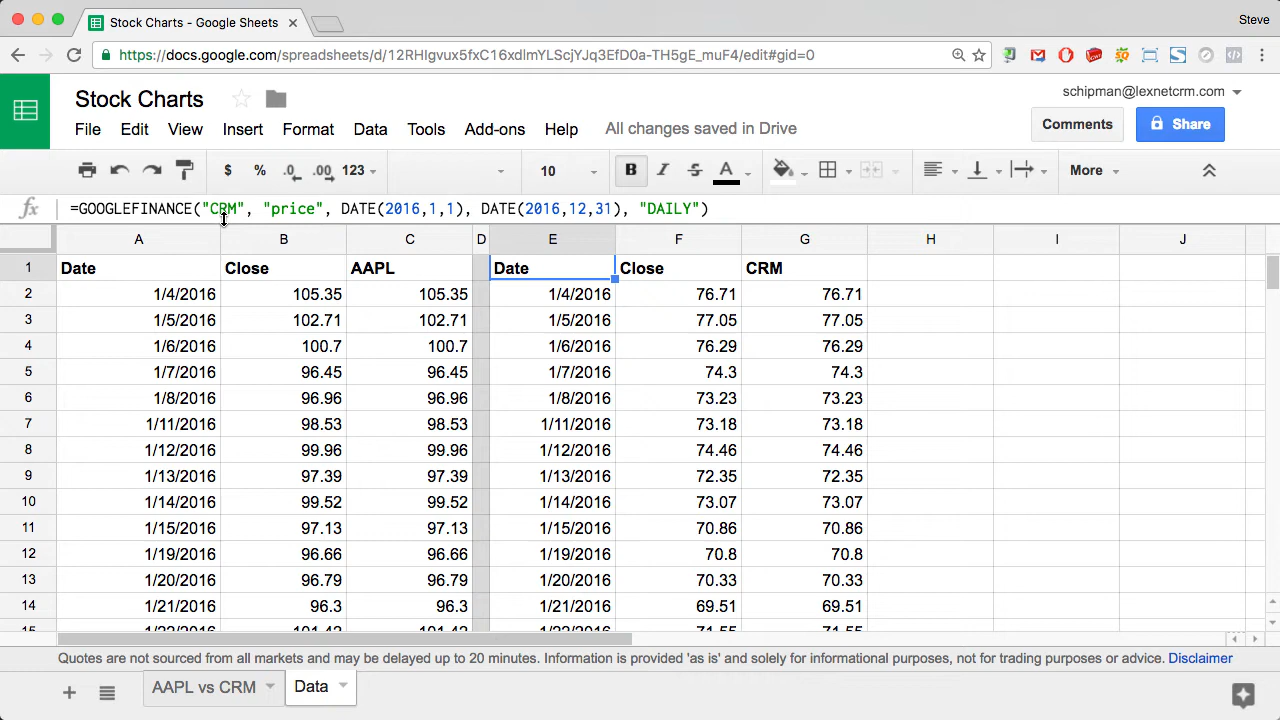 Stock Charts - Google Sheets
Steve
https://docs.google.com/spreadsheets/d/12RHIgvux5fxC16xdlmYLScjYJq3EfD0a-TH5gE_muF4/edit#gid=0
Stock Charts
schipman@lexnetcrm.com
File Edit View Insert Format Data Tools Add-ons Help All changes saved in Drive
Comments Share
$ % .0 .00 123 10 B I S A More
fx =GOOGLEFINANCE("CRM", "price", DATE(2016,1,1), DATE(2016,12,31), "DAILY")
A B C D E F G H I J
1 Date Close AAPL Date Close CRM
2 1/4/2016 105.35 105.35 1/4/2016 76.71 76.71
3 1/5/2016 102.71 102.71 1/5/2016 77.05 77.05
4 1/6/2016 100.7 100.7 1/6/2016 76.29 76.29
5 1/7/2016 96.45 96.45 1/7/2016 74.3 74.3
6 1/8/2016 96.96 96.96 1/8/2016 73.23 73.23
7 1/11/2016 98.53 98.53 1/11/2016 73.18 73.18
8 1/12/2016 99.96 99.96 1/12/2016 74.46 74.46
9 1/13/2016 97.39 97.39 1/13/2016 72.35 72.35
10 1/14/2016 99.52 99.52 1/14/2016 73.07 73.07
11 1/15/2016 97.13 97.13 1/15/2016 70.86 70.86
12 1/19/2016 96.66 96.66 1/19/2016 70.8 70.8
13 1/20/2016 96.79 96.79 1/20/2016 70.33 70.33
14 1/21/2016 96.3 96.3 1/21/2016 69.51 69.51
15 1/22/2016 101.42 101.42 1/22/2016 71.55 71.55
Quotes are not sourced from all markets and may be delayed up to 20 minutes. Information is provided 'as is' and solely for informational purposes, not for trading purposes or advice. Disclaimer
AAPL vs CRM Data